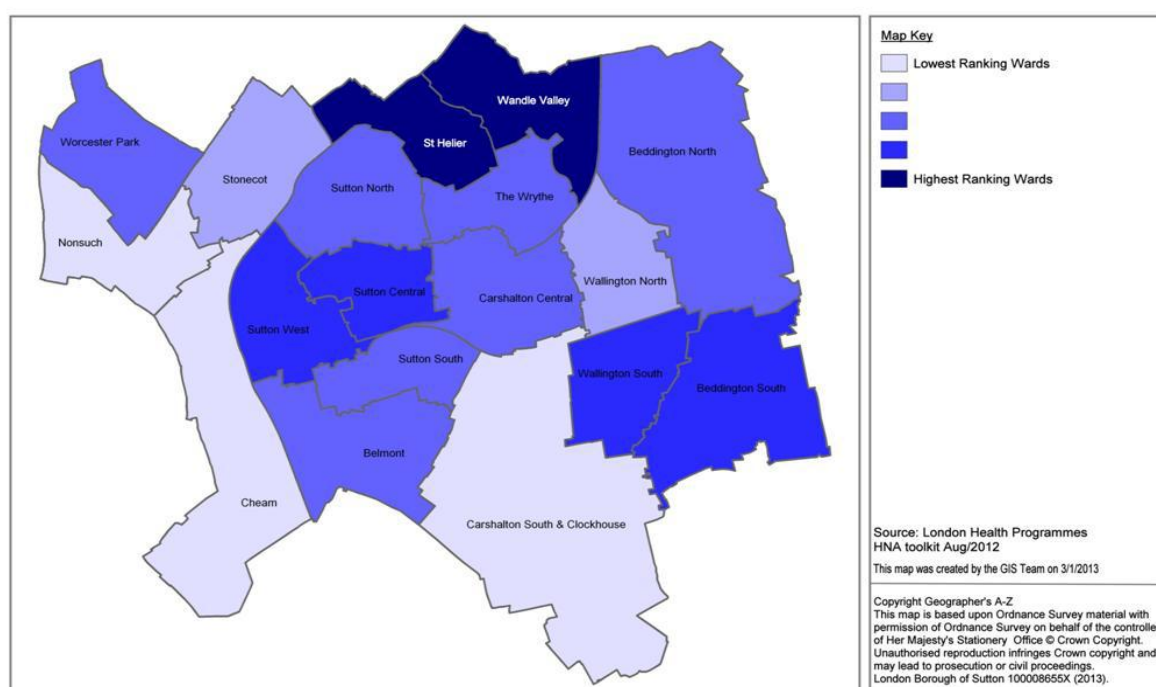 Map Key
Lowest Ranking Wards
Highest Ranking Wards
Wandle Valley
Worcester Park
St Helier
Beddington North
Stonecot
Sutton North
The Wrythe
Nonsuch
Wallington North
Sutton Central
Carshalton Central
Sutton West
Sutton South
Wallington South
Beddington South
Belmont
Cheam
Carshalton South & Clockhouse
Source: London Health Programmes
HNA toolkit Aug/2012
This map was created by the GIS Team on 3/1/2013
Copyright Geographer's A-Z
This map is based upon Ordnance Survey material with
permission of Ordnance Survey on behalf of the controlle
of Her Majesty's Stationery Office © Crown Copyright.
Unauthorised reproduction infringes Crown copyright and
may lead to prosecution or civil proceedings.
London Borough of Sutton 100008655X (2013).